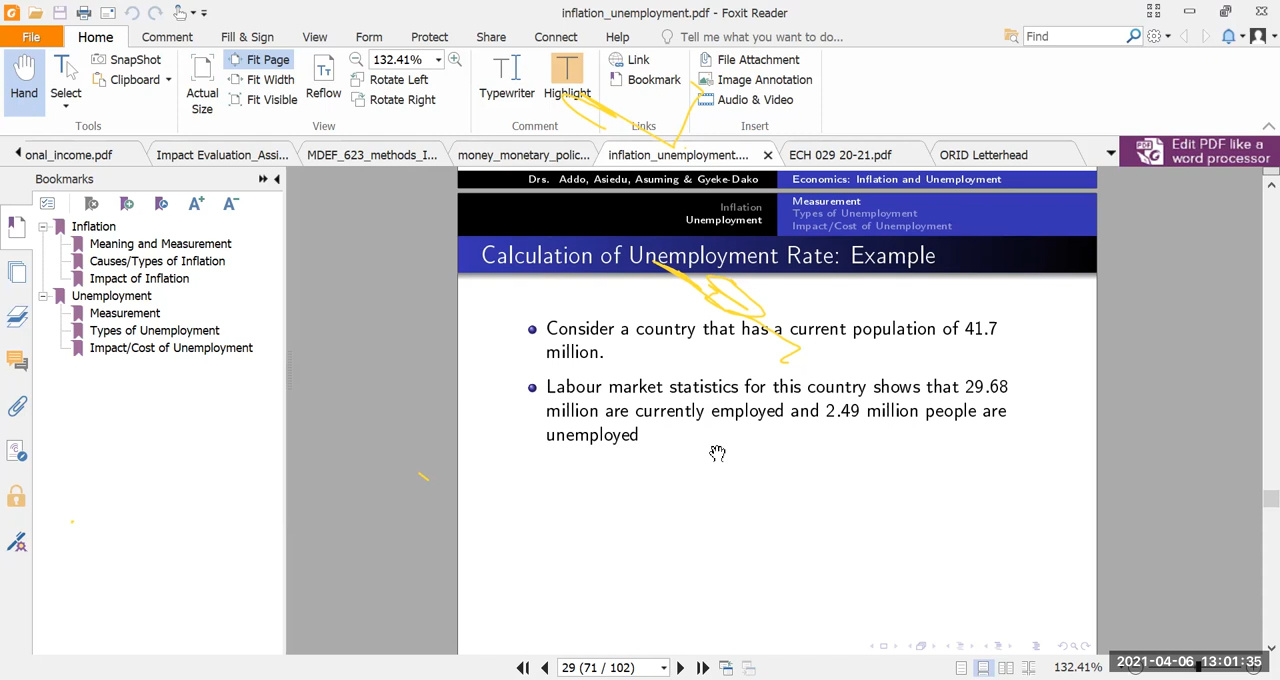 inflation_unemployment.pdf - Foxit Reader
File Home Comment Fill & Sign View Form Protect Share Connect Help Tell me what you want to do... Find
Hand
Select
SnapShot
Clipboard
Tools
Actual Size
Fit Page
Fit Width
Fit Visible
Reflow
132.41%
Rotate Left
Rotate Right
View
Typewriter
Highlight
Comment
Link
Bookmark
Links
File Attachment
Image Annotation
Audio & Video
Insert
onal_income.pdf Impact Evaluation_Assi... MDEF_623_methods_I... money_monetary_polic... inflation_unemployment.... ECH 029 20-21.pdf ORID Letterhead
Edit PDF like a
word processor
Bookmarks
Inflation
Meaning and Measurement
Causes/Types of Inflation
Impact of Inflation
Unemployment
Measurement
Types of Unemployment
Impact/Cost of Unemployment
Drs. Addo, Asiedu, Asuming & Gyeke-Dako Economics: Inflation and Unemployment
Inflation
Unemployment
Measurement
Types of Unemployment
Impact/Cost of Unemployment
Calculation of Unemployment Rate: Example
Consider a country that has a current population of 41.7
million.
Labour market statistics for this country shows that 29.68
million are currently employed and 2.49 million people are
unemployed
29 (71 / 102)
132.41%
2021-04-06 13:01:35